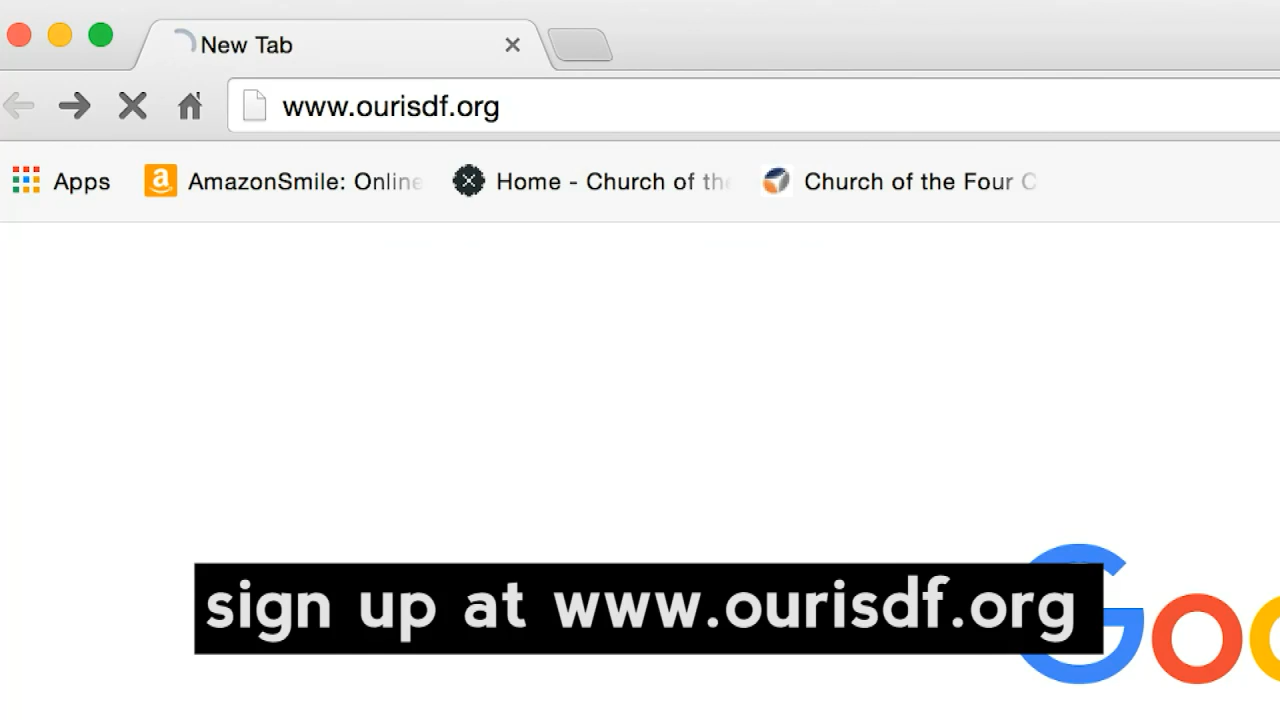 New Tab
www.ourisdf.org
Apps
AmazonSmile: Online
Home - Church of the
Church of the Four C
sign up at www.ourisdf.org
Goo